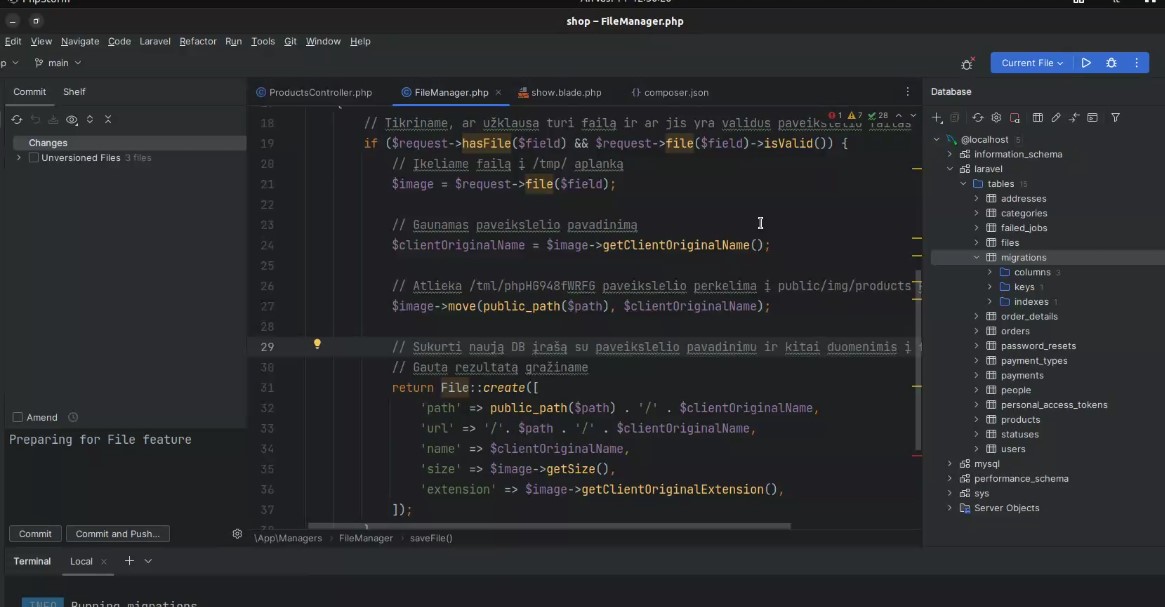 shop – FileManager.php
Edit View Navigate Code Laravel Refactor Run Tools Git Window Help
main
Current File
Commit Shelf
Changes
Unversioned Files 3 files
Amend
Preparing for File feature
Commit Commit and Push...
ProductsController.php FileManager.php show.blade.php composer.json
1 7 28
18 // Tikriname, ar užklausa turi failą ir ar jis yra validus paveikslėlio failas
19 if ($request->hasFile($field) && $request->file($field)->isValid()) {
20 // Įkeliame failą į /tmp/ aplanką
21 $image = $request->file($field);
22
23 // Gaunamas paveikslelio pavadinimą
24 $clientOriginalName = $image->getClientOriginalName();
25
26 // Atlieka /tml/phpHG948fWRFG paveikslelio perkelima į public/img/products
27 $image->move(public_path($path), $clientOriginalName);
28
29 // Sukurti naują DB įrašą su paveikslelio pavadinimu ir kitai duomenimis į
30 // Gautą rezultatą gražiname
31 return File::create([
32 'path' => public_path($path) . '/' . $clientOriginalName,
33 'url' => '/'. $path . '/' . $clientOriginalName,
34 'name' => $clientOriginalName,
35 'size' => $image->getSize(),
36 'extension' => $image->getClientOriginalExtension(),
37 ]);
\App\Managers FileManager saveFile()
Database
@localhost
information_schema
laravel
tables 15
addresses
categories
failed_jobs
files
migrations
columns 3
keys 1
indexes 1
order_details
orders
password_resets
payment_types
payments
people
personal_access_tokens
products
statuses
users
mysql
performance_schema
sys
Server Objects
Terminal Local
INFO Running migrations